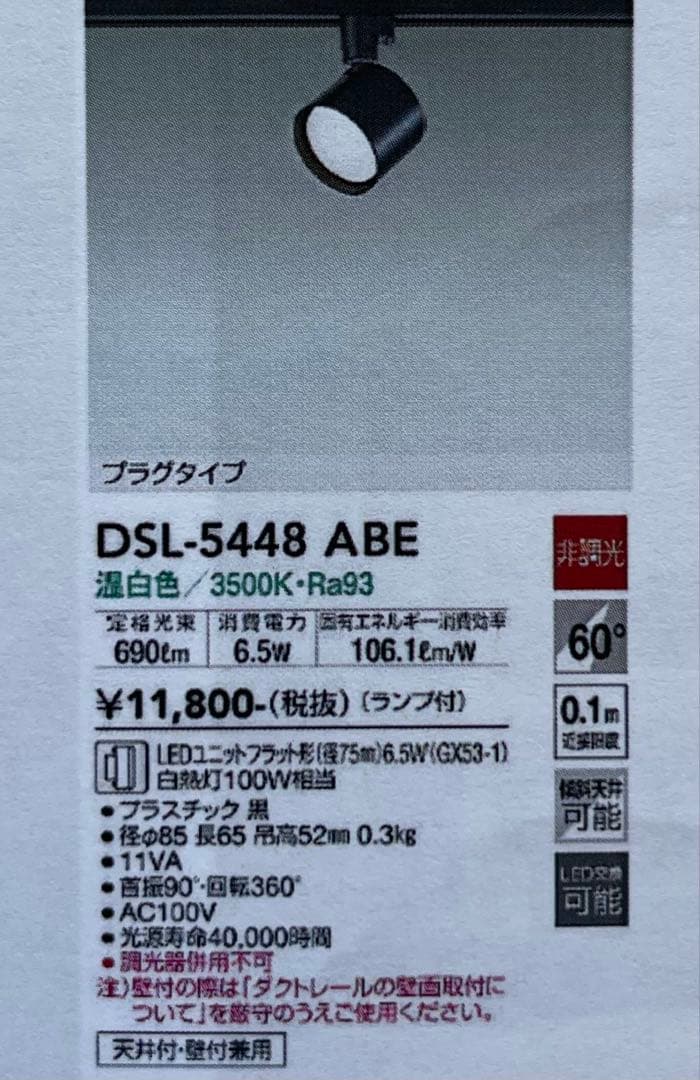 プラグタイプ
DSL-5448 ABE
温白色/3500K・Ra93
定格光束 消費電力 固有エネルギー消費効率
690ℓm 6.5W 106.1ℓm/W
¥11,800-(税抜)(ランプ付)
LEDユニットフラット形(径75㎜)6.5W(GX53-1)
白熱灯100W相当
●プラスチック 黒
●径φ85 長65 吊高52㎜ 0.3kg
●11VA
●首振90°・回転360°
●AC100V
●光源寿命40,000時間
●調光器併用不可
注)壁付の際は「ダクトレールの壁面取付に
ついて」を厳守のうえご使用ください。
天井付・壁付兼用
非調光
60°
0.1m
近接限度
傾斜天井
可能
LED交換
可能